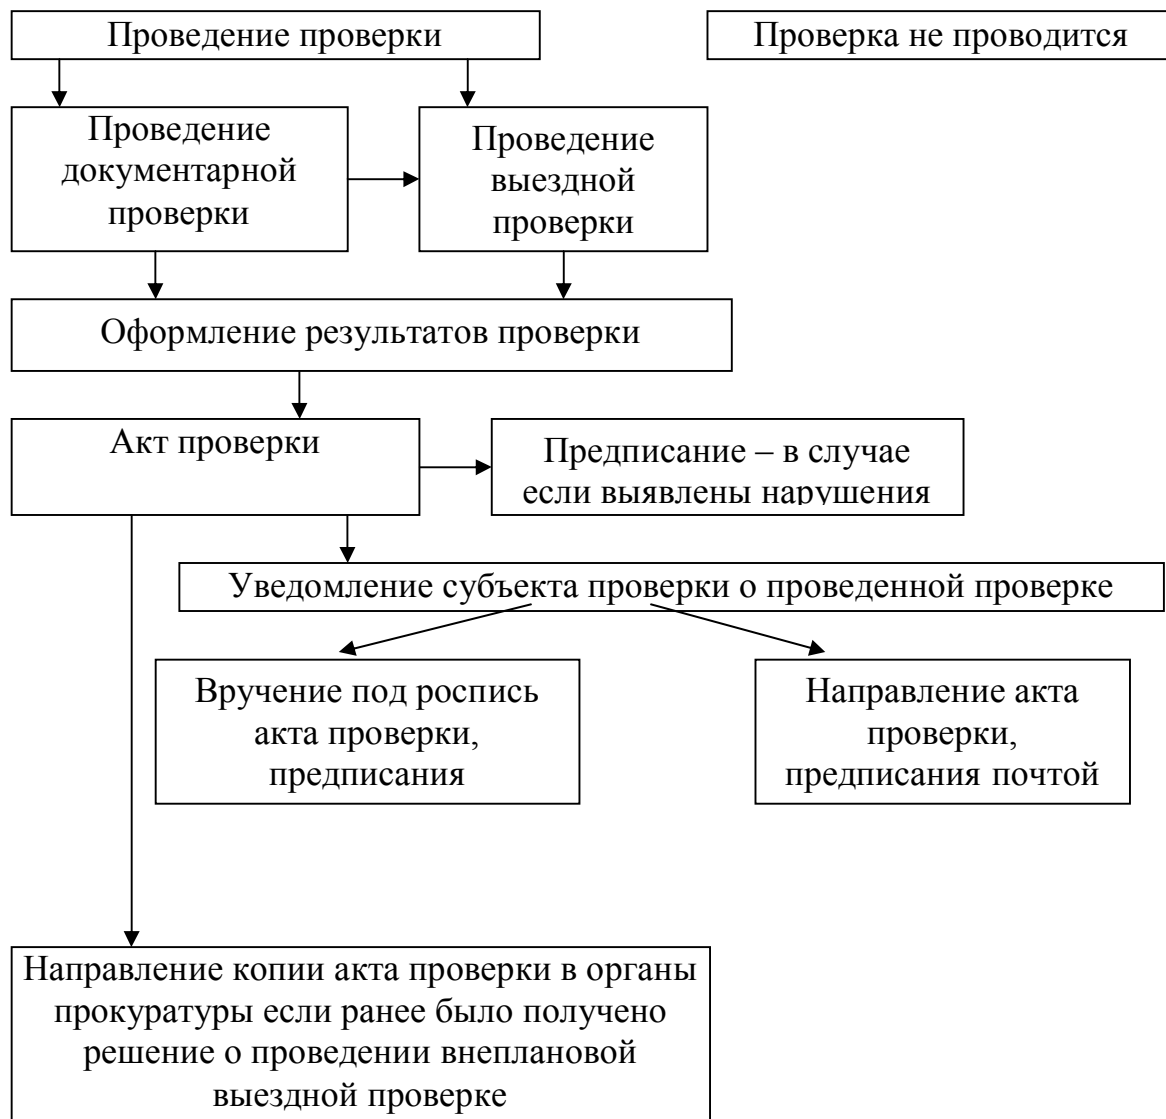 Проведение проверки
Проверка не проводится
Проведение
документарной
проверки
Проведение
выездной
проверки
Оформление результатов проверки
Акт проверки
Предписание – в случае
если выявлены нарушения
Уведомление субъекта проверки о проведенной проверке
Вручение под роспись
акта проверки,
предписания
Направление акта
проверки,
предписания почтой
Направление копии акта проверки в органы
прокуратуры если ранее было получено
решение о проведении внеплановой
выездной проверке